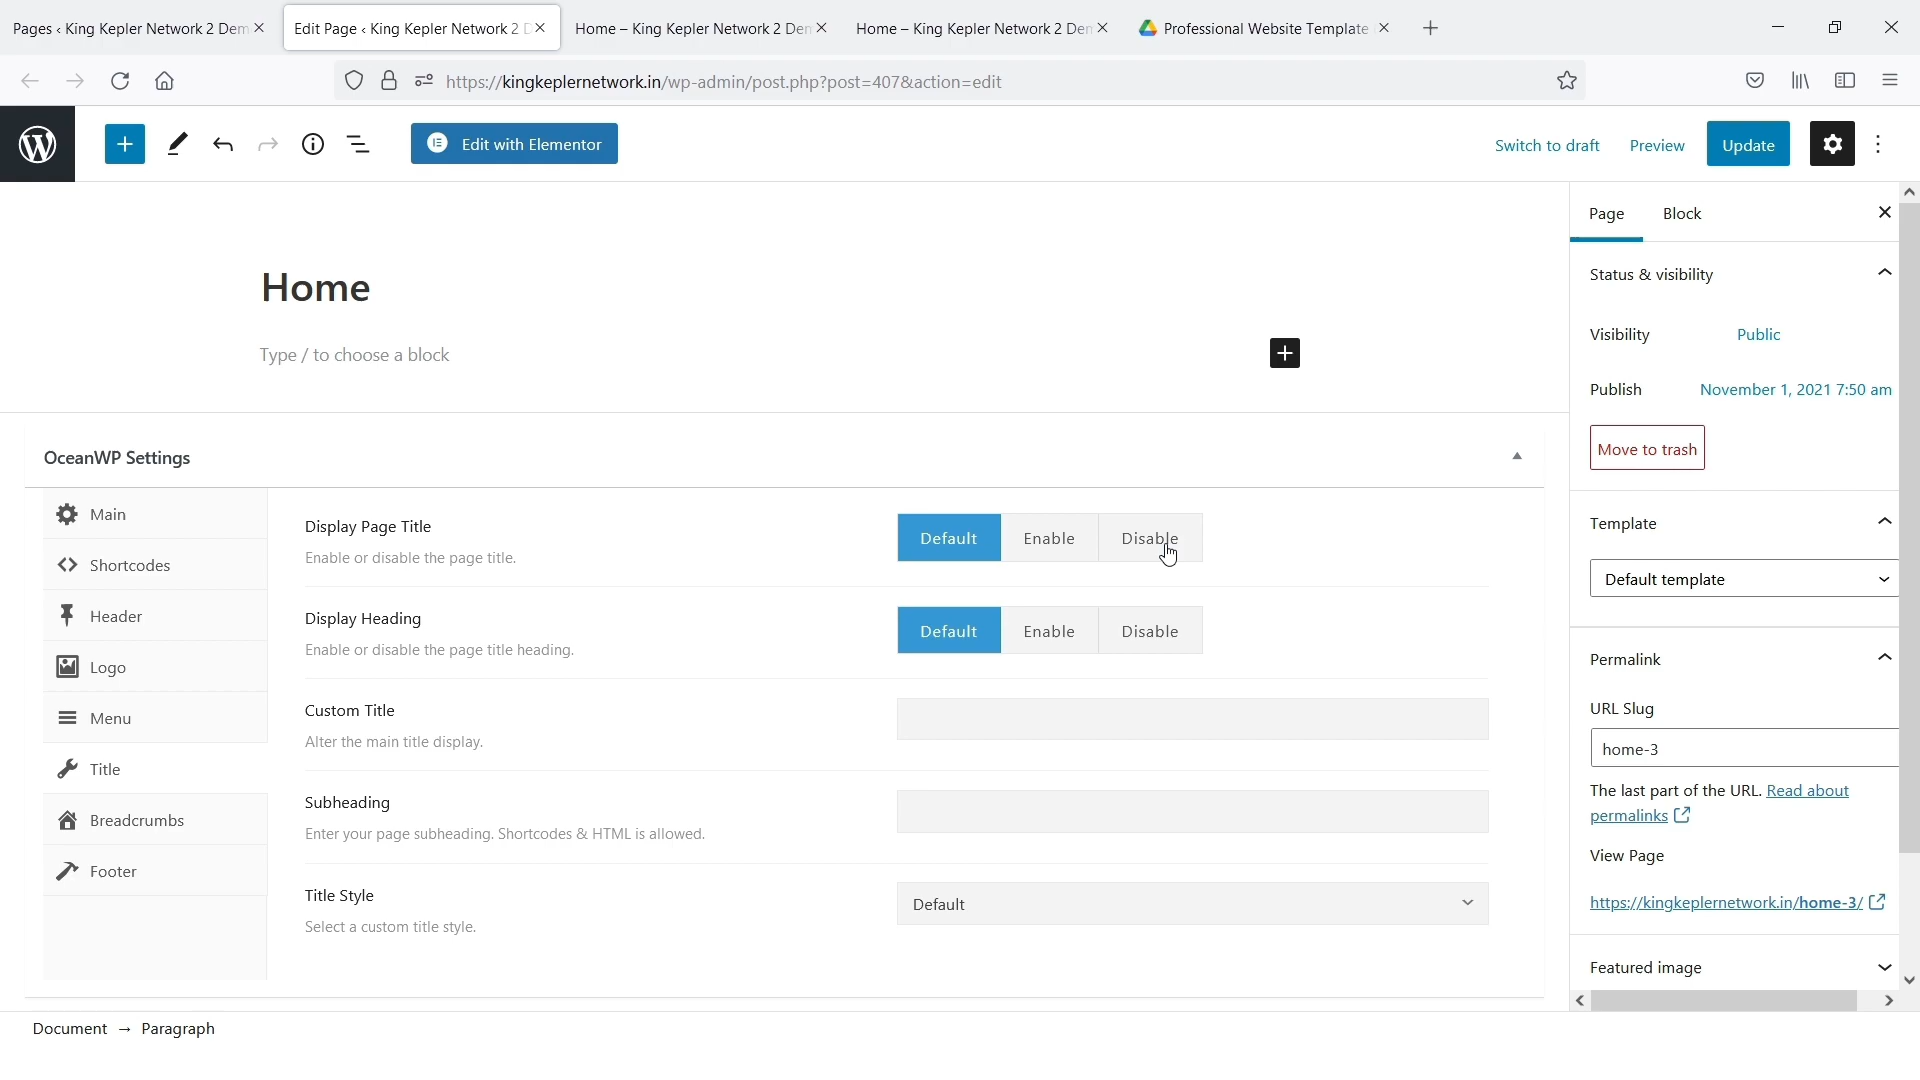 Pages ‹ King Kepler Network 2 Dem
Edit Page ‹ King Kepler Network 2 D
Home – King Kepler Network 2 Den
Home – King Kepler Network 2 Den
Professional Website Template
https://kingkeplernetwork.in/wp-admin/post.php?post=407&action=edit
Edit with Elementor
Switch to draft
Preview
Update
Page
Block
Home
Type / to choose a block
Status & visibility
Visibility
Public
Publish
November 1, 2021 7:50 am
Move to trash
OceanWP Settings
Main
Shortcodes
Header
Logo
Menu
Title
Breadcrumbs
Footer
Display Page Title
Enable or disable the page title.
Default
Enable
Disable
Display Heading
Enable or disable the page title heading.
Default
Enable
Disable
Custom Title
Alter the main title display.
Subheading
Enter your page subheading. Shortcodes & HTML is allowed.
Title Style
Select a custom title style.
Default
Template
Default template
Permalink
URL Slug
home-3
The last part of the URL. Read about
permalinks
View Page
https://kingkeplernetwork.in/home-3/
Featured image
Document → Paragraph